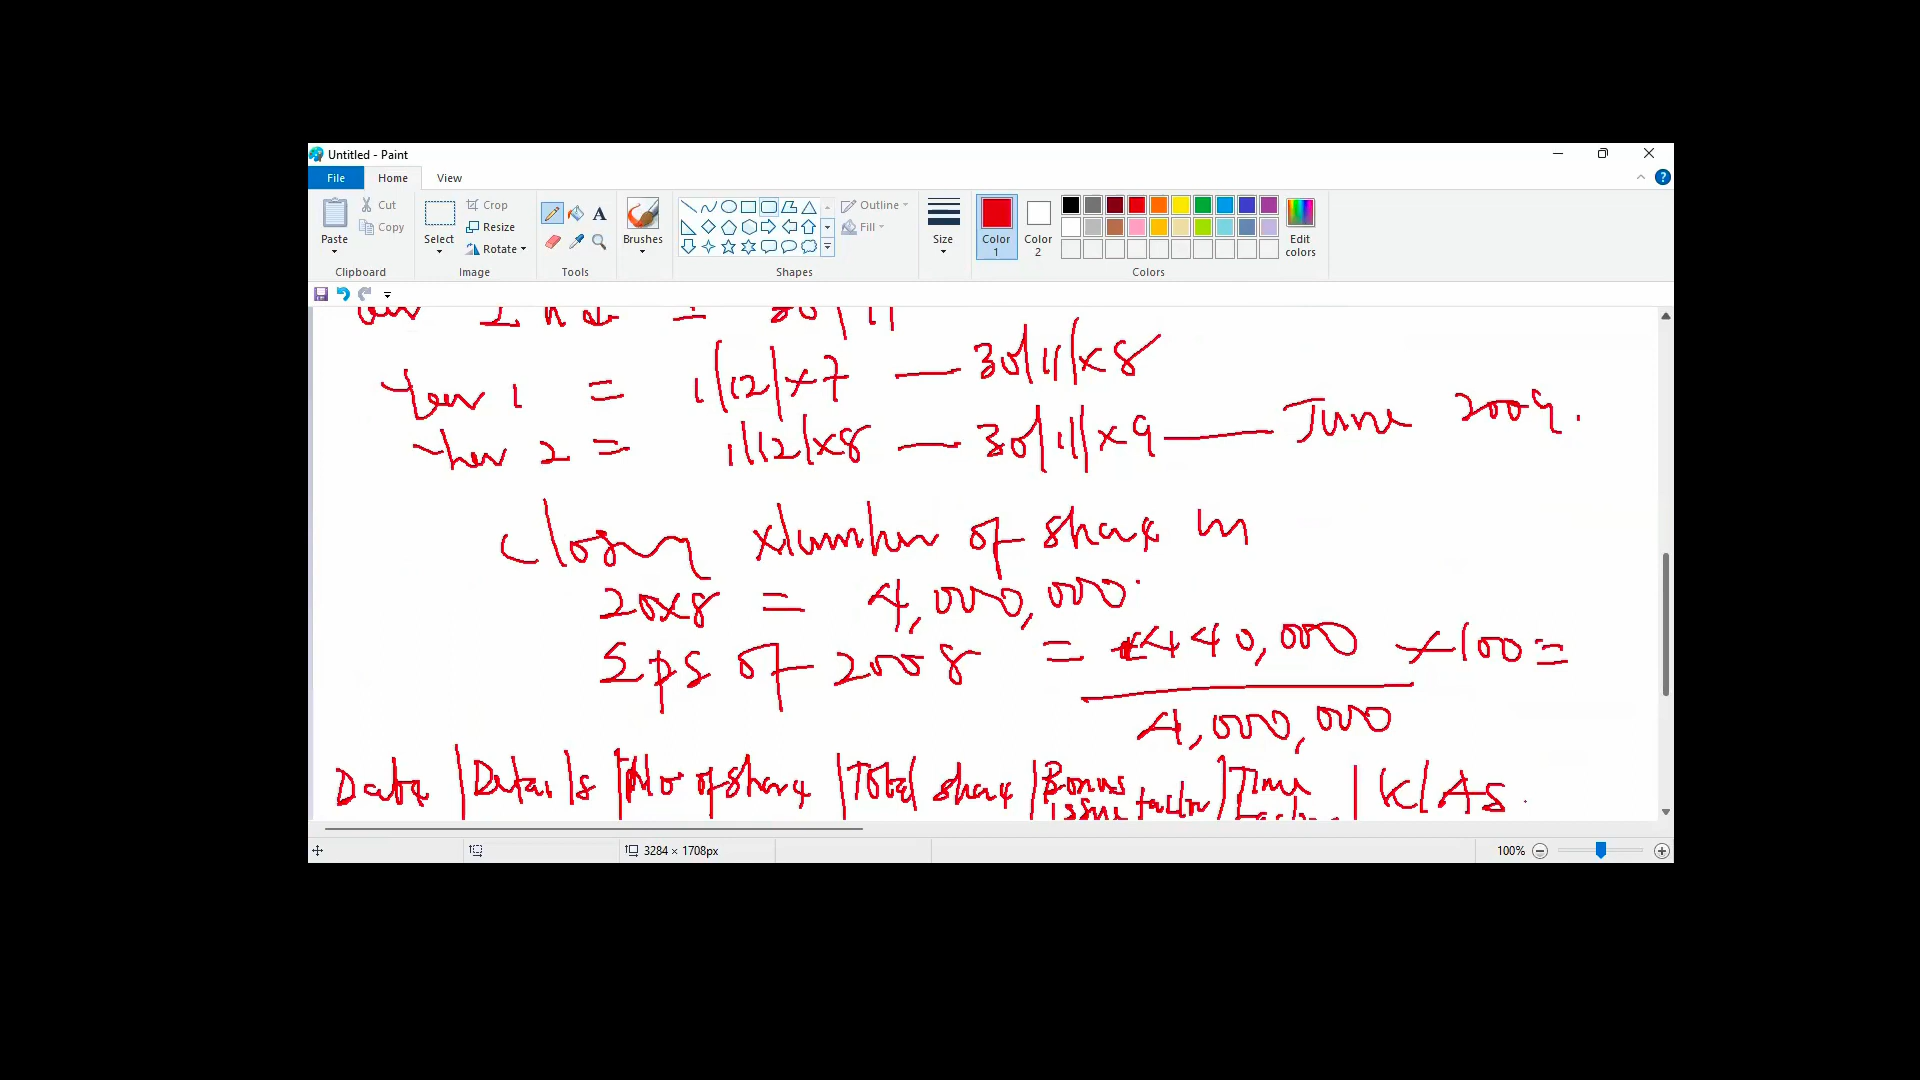 Untitled - Paint
File Home View
Paste Cut Copy Clipboard
Select Crop Resize Rotate Image
Tools
Brushes
Shapes Outline Fill
Size
Color 1 Color 2 Edit colors Colors
Year 1 = 1/12/x7 — 30/11/x8
Year 2 = 1/12/x8 — 30/11/x9 — June 2009.
Closing Number of share in
20x8 = 4,000,000
Eps of 2008 = 440,000 x 100 =
4,000,000
Date | Details | No of share | Total share | Bonus issue factor | Time | K/As
3284 × 1708px 100%